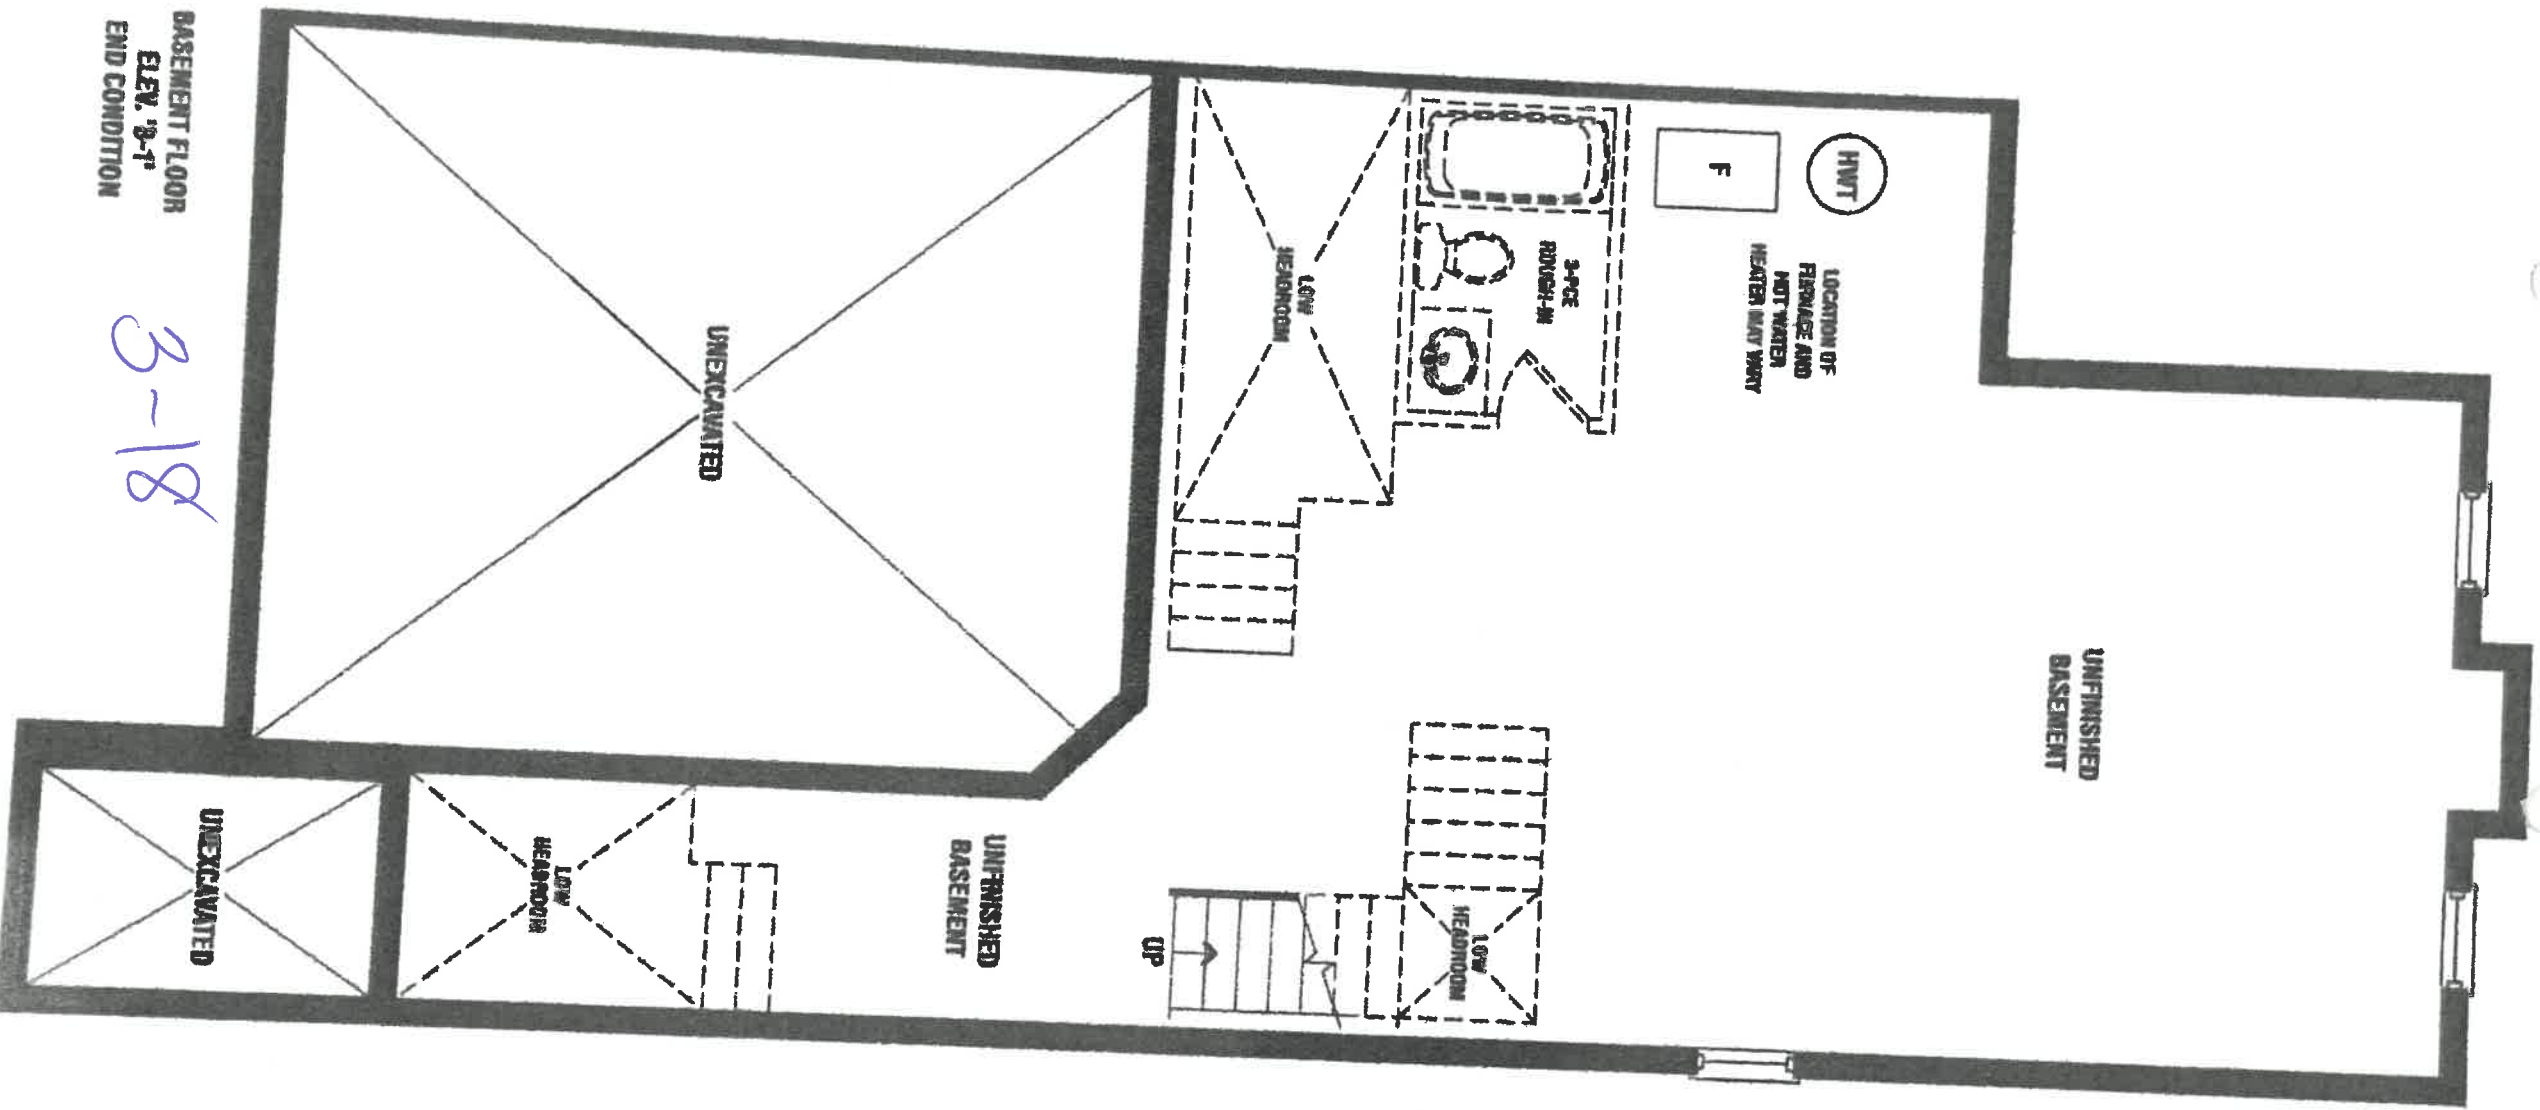 BASEMENT FLOOR
ELEV. 'B-1'
END CONDITION
3-18
UNEXCAVATED
UNEXCAVATED
LOW
HEADROOM
UNFINISHED
BASEMENT
UP
LOW
HEADROOM
LOW
HEADROOM
3-PCE
ROUGH-IN
F
HWT
LOCATION OF
FURNACE AND
HOT WATER
HEATER MAY VARY
UNFINISHED
BASEMENT